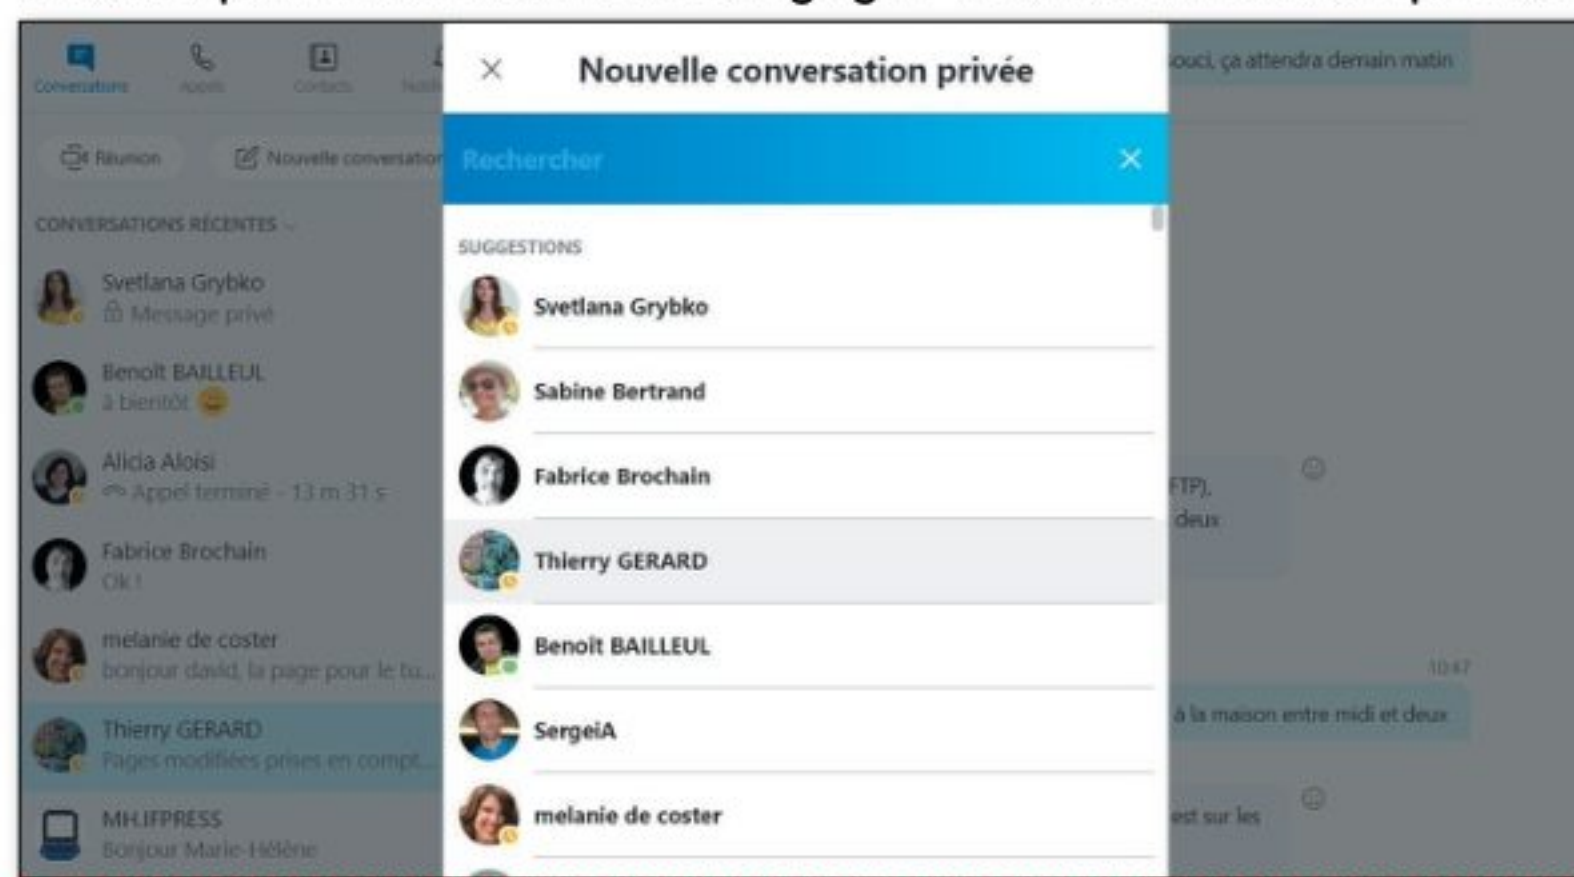 Conversations
Appels
Contacts
Nouvelle conversation privée
souci, ça attendra demain matin
Réunion
Nouvelle conversation
Rechercher
CONVERSATIONS RÉCENTES
SUGGESTIONS
Svetlana Grybko
Message privé
Benoît BAILLEUL
à bientôt
Alicia Aloisi
Appel terminé - 13 m 31 s
Fabrice Brochain
Ok !
melanie de coster
bonjour david, la page pour le tu...
Thierry GERARD
Pages modifiées prises en compt...
MH.IFPRESS
Bonjour Marie-Hélène
Svetlana Grybko
Sabine Bertrand
Fabrice Brochain
Thierry GERARD
Benoît BAILLEUL
SergeiA
melanie de coster
FTP),
deux
10:47
à la maison entre midi et deux
est sur les